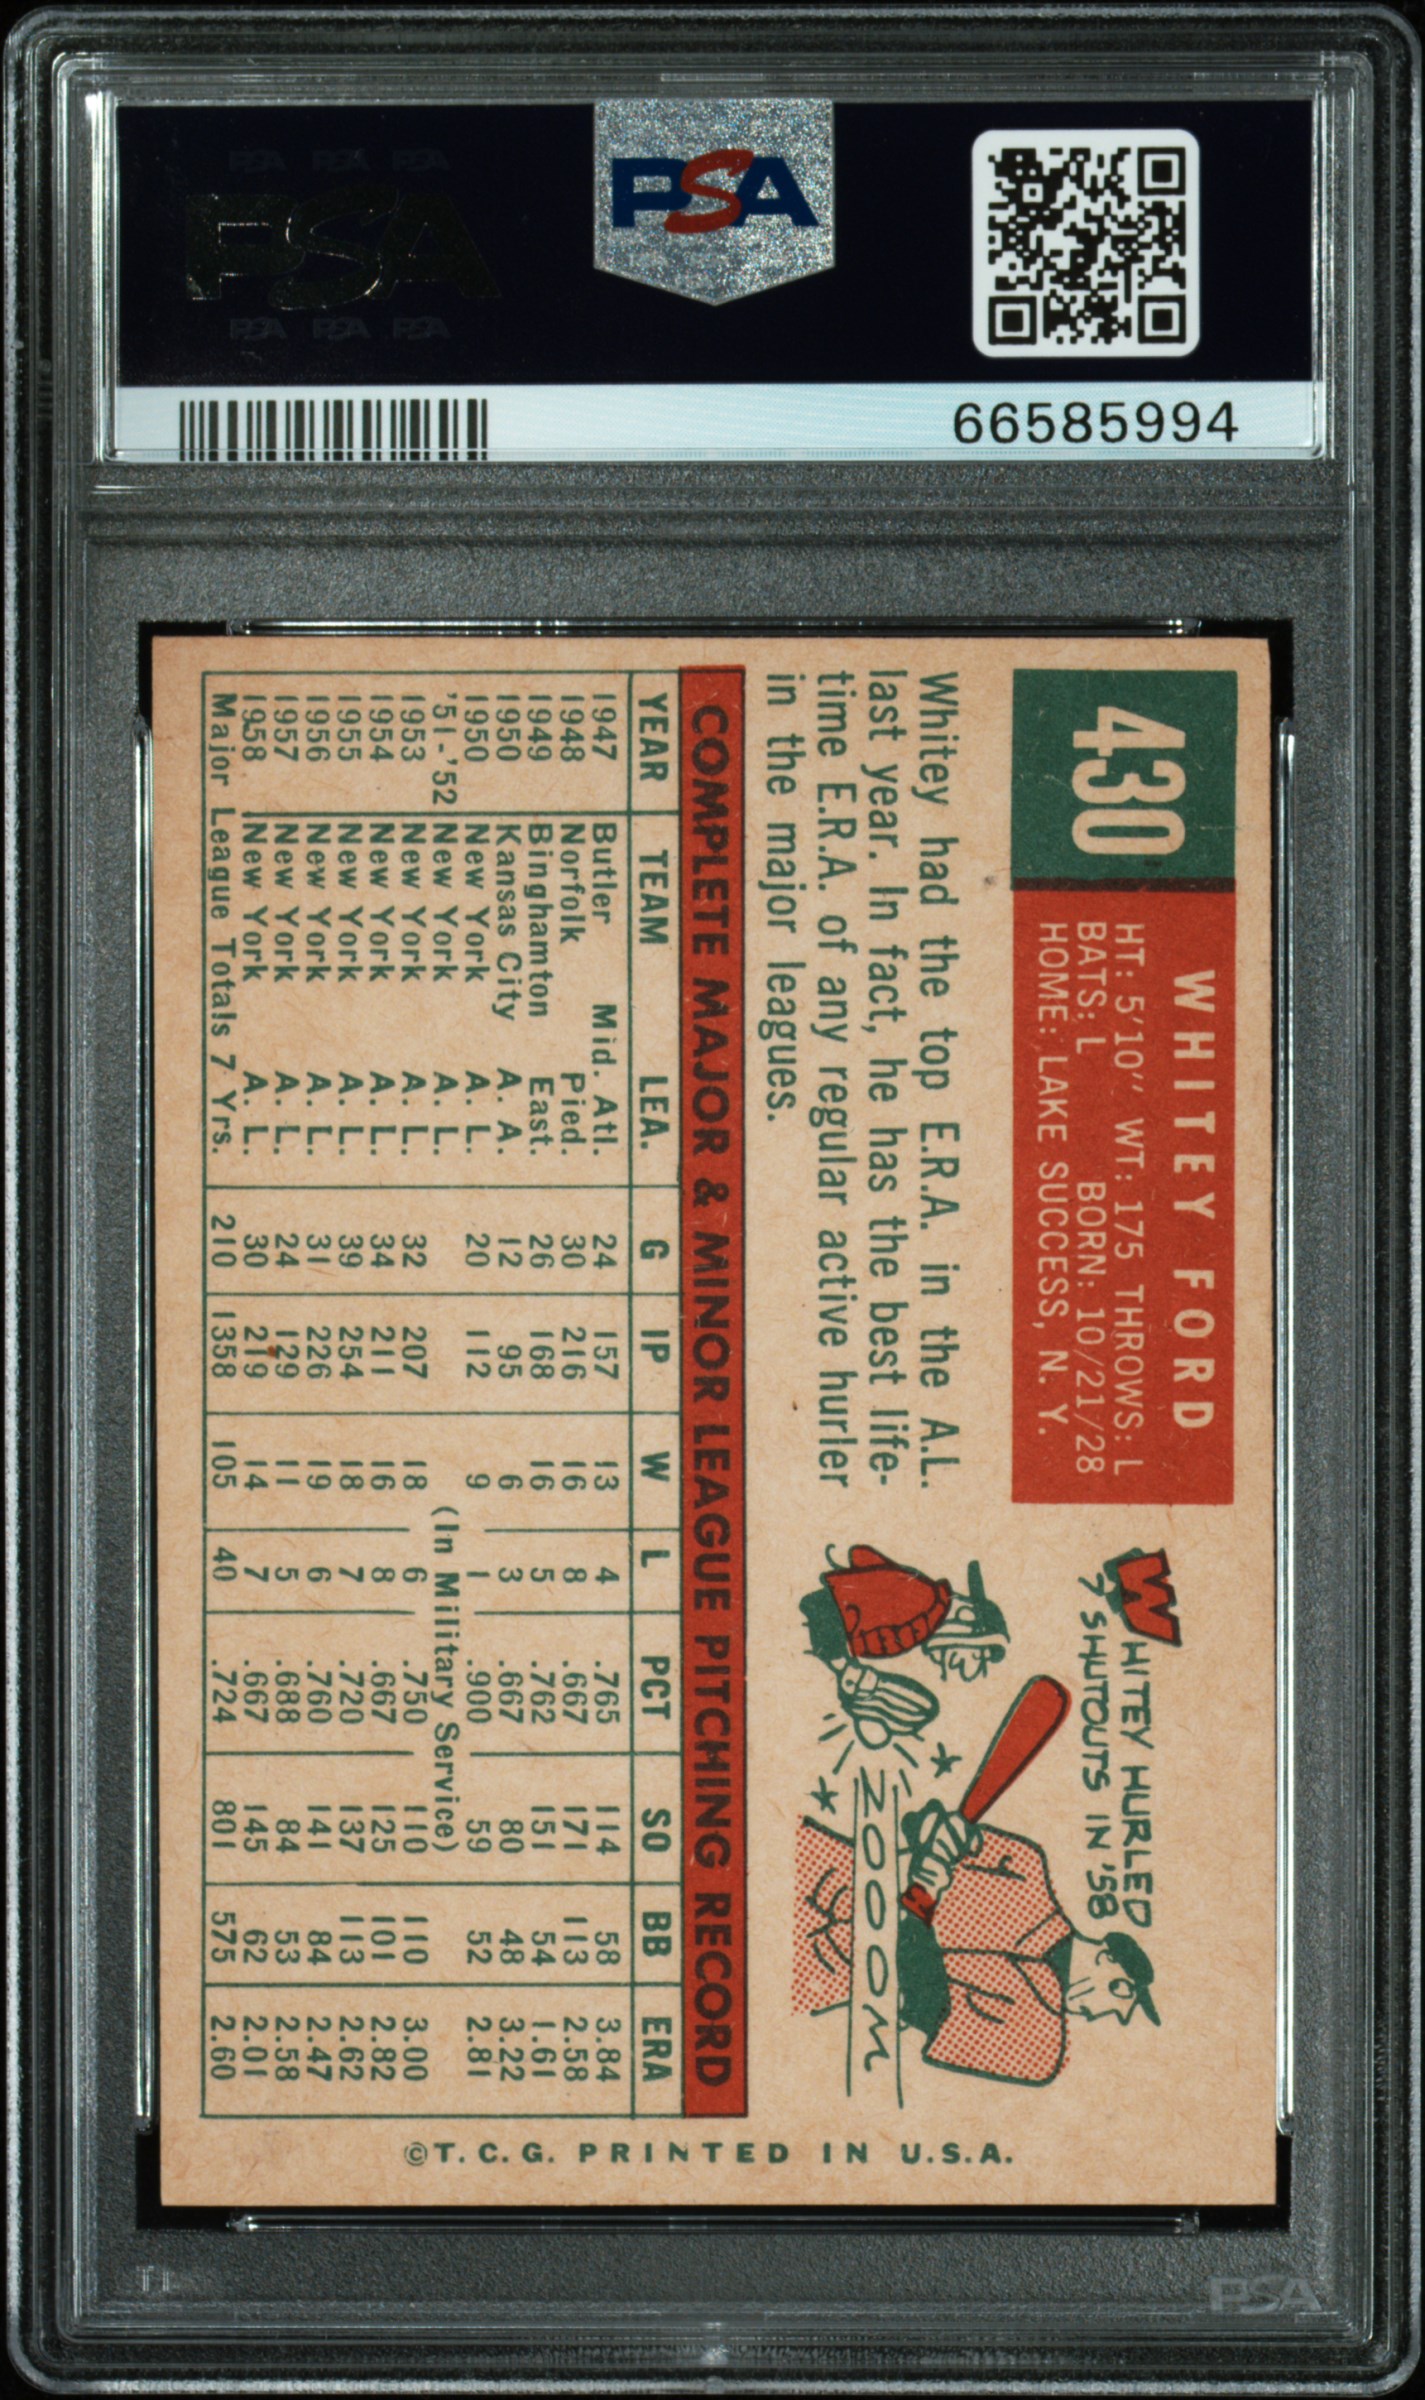 PSA PSA PSA
PSA
PSA PSA PSA
PSA
66585994
430
WHITEY FORD
HT: 5'10" WT: 175 THROWS: L
BATS: L BORN: 10/21/28
HOME: LAKE SUCCESS, N. Y.
Whitey had the top E.R.A. in the A.L.
last year. In fact, he has the best life-
time E.R.A. of any regular active hurler
in the major leagues.
WHITEY HURLED
7 SHUTOUTS IN '58
ZOOOM
COMPLETE MAJOR & MINOR LEAGUE PITCHING RECORD
YEAR TEAM LEA. G IP W L PCT SO BB ERA
1947 Butler Mid. Atl. 24 157 13 4 .765 114 58 3.84
1948 Norfolk Pied. 30 216 16 8 .667 171 113 2.58
1949 Binghamton East. 26 168 16 5 .762 151 54 1.61
1950 Kansas City A. A. 12 95 6 3 .667 80 48 3.22
1950 New York A. L. 20 112 9 1 .900 59 52 2.81
'51-'52 New York A. L. (In Military Service)
1953 New York A. L. 32 207 18 6 .750 110 110 3.00
1954 New York A. L. 34 211 16 8 .667 125 101 2.82
1955 New York A. L. 39 254 18 7 .720 137 113 2.62
1956 New York A. L. 31 226 19 6 .760 141 84 2.47
1957 New York A. L. 24 129 11 5 .688 84 53 2.58
1958 New York A. L. 30 219 14 7 .667 145 62 2.01
Major League Totals 7 Yrs. 210 1358 105 40 .724 801 575 2.60
©T. C. G. PRINTED IN U.S.A.
PSA